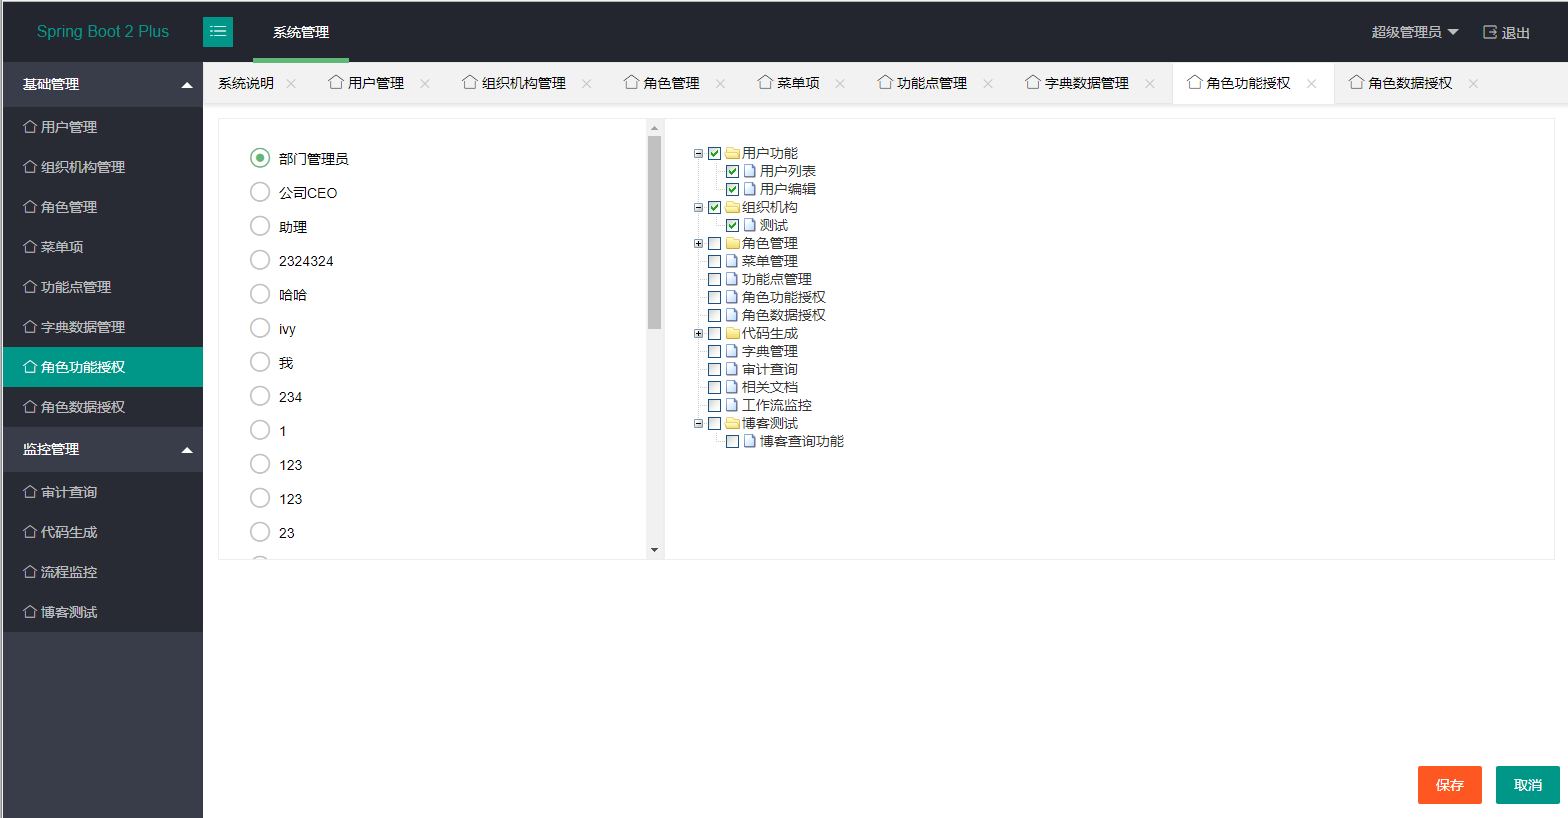 Spring Boot 2 Plus
系统管理
超级管理员
退出
基础管理
用户管理
组织机构管理
角色管理
菜单项
功能点管理
字典数据管理
角色功能授权
角色数据授权
监控管理
审计查询
代码生成
流程监控
博客测试
系统说明 用户管理 组织机构管理 角色管理 菜单项 功能点管理 字典数据管理 角色功能授权 角色数据授权
部门管理员
公司CEO
助理
2324324
哈哈
ivy
我
234
1
123
123
23
用户功能
用户列表
用户编辑
组织机构
测试
角色管理
菜单管理
功能点管理
角色功能授权
角色数据授权
代码生成
字典管理
审计查询
相关文档
工作流监控
博客测试
博客查询功能
保存 取消